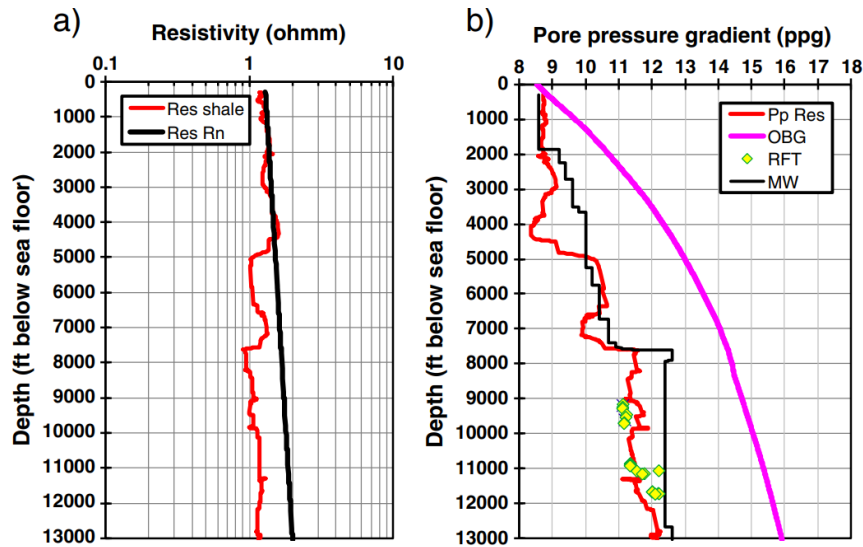 a)
Resistivity (ohmm)
0.1 1 10
0
1000
2000
3000
4000
5000
6000
7000
8000
9000
10000
11000
12000
13000
Depth (ft below sea floor)
Res shale
Res Rn
b)
Pore pressure gradient (ppg)
8 9 10 11 12 13 14 15 16 17 18
0
1000
2000
3000
4000
5000
6000
7000
8000
9000
10000
11000
12000
13000
Depth (ft below sea floor)
Pp Res
OBG
RFT
MW